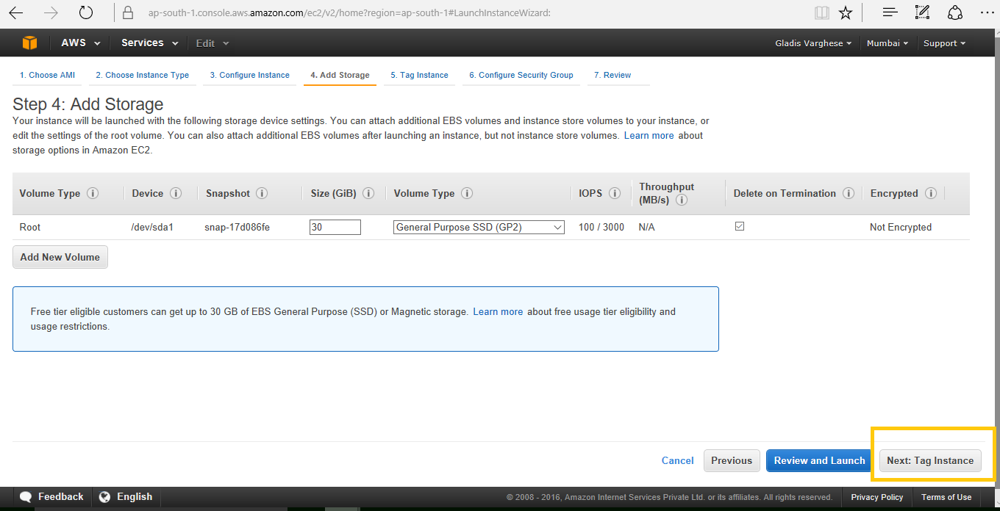 ap-south-1.console.aws.amazon.com/ec2/v2/home?region=ap-south-1#LaunchInstanceWizard:
AWS Services Edit Gladis Varghese Mumbai Support
1. Choose AMI 2. Choose Instance Type 3. Configure Instance 4. Add Storage 5. Tag Instance 6. Configure Security Group 7. Review
Step 4: Add Storage
Your instance will be launched with the following storage device settings. You can attach additional EBS volumes and instance store volumes to your instance, or
edit the settings of the root volume. You can also attach additional EBS volumes after launching an instance, but not instance store volumes. Learn more about
storage options in Amazon EC2.
Volume Type i Device i Snapshot i Size (GiB) i Volume Type i IOPS i Throughput (MB/s) i Delete on Termination i Encrypted i
Root /dev/sda1 snap-17d086fe 30 General Purpose SSD (GP2) 100 / 3000 N/A Not Encrypted
Add New Volume
Free tier eligible customers can get up to 30 GB of EBS General Purpose (SSD) or Magnetic storage. Learn more about free usage tier eligibility and
usage restrictions.
Cancel Previous Review and Launch Next: Tag Instance
Feedback English © 2008 - 2016, Amazon Internet Services Private Ltd. or its affiliates. All rights reserved. Privacy Policy Terms of Use